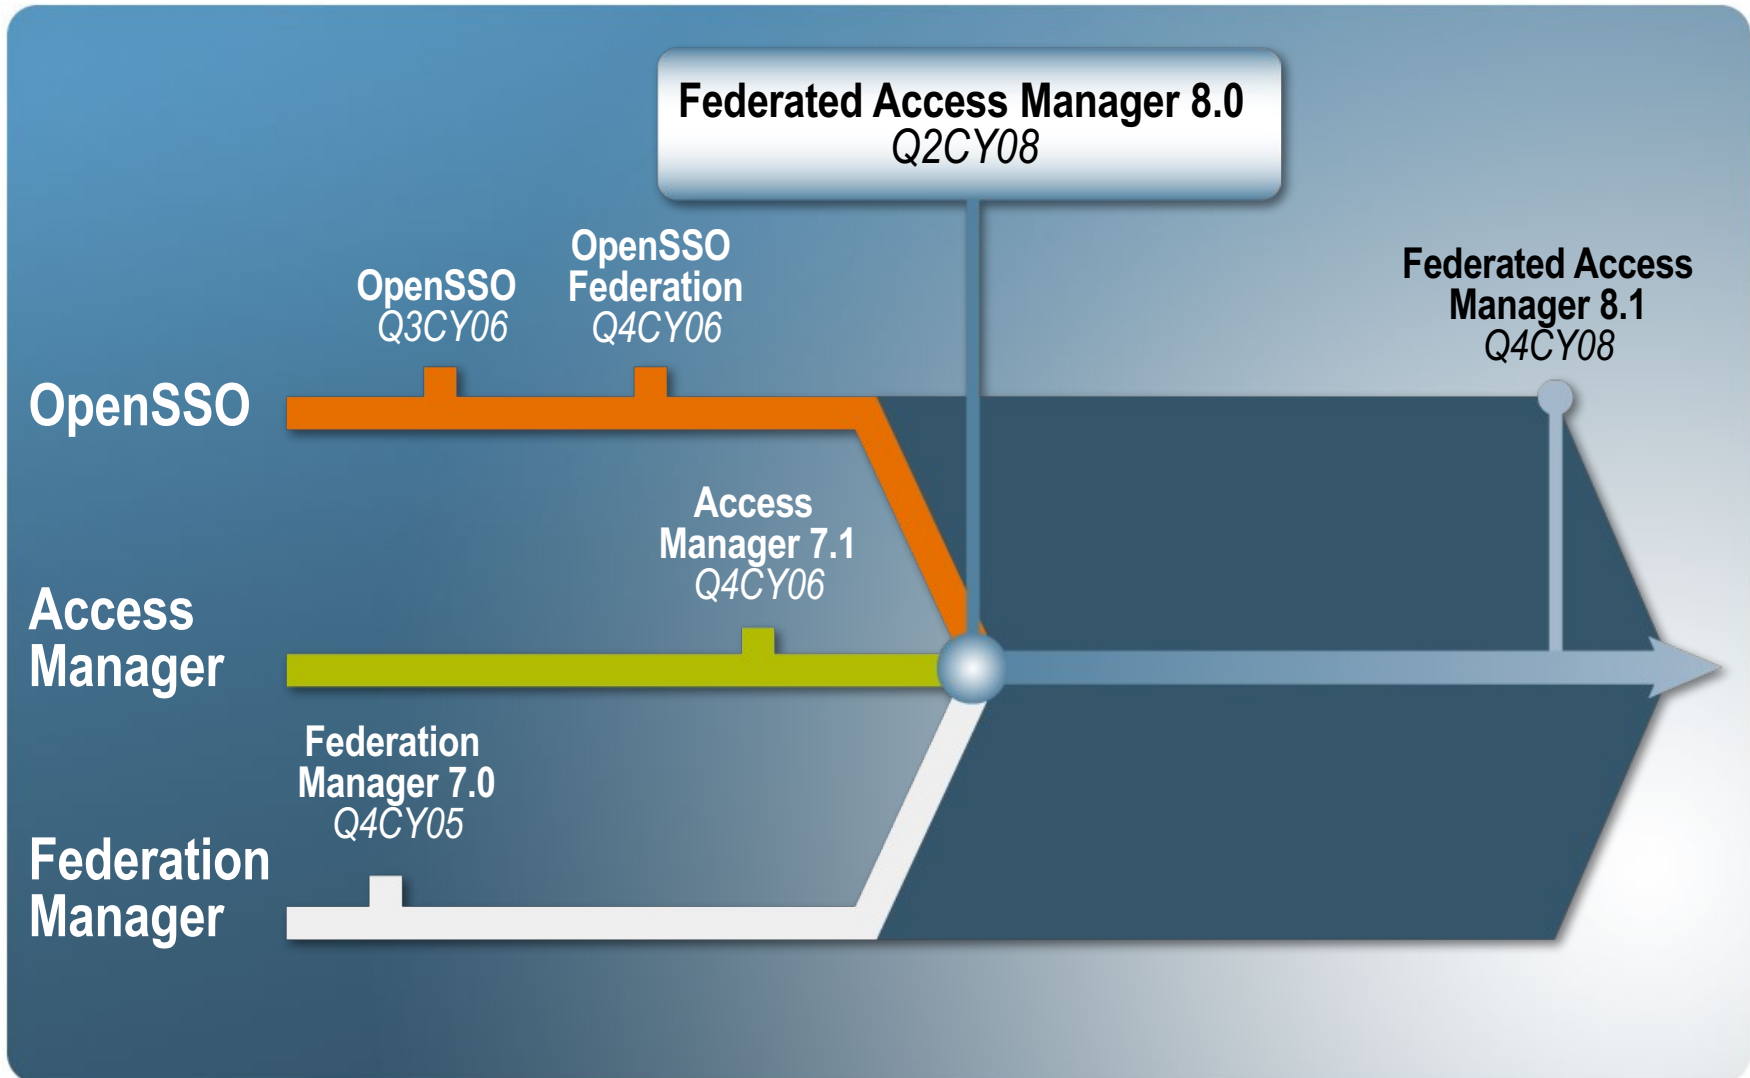 Federated Access Manager 8.0
Q2CY08
OpenSSO
Q3CY06
OpenSSO
Federation
Q4CY06
Federated Access
Manager 8.1
Q4CY08
OpenSSO
Access
Manager 7.1
Q4CY06
Access
Manager
Federation
Manager 7.0
Q4CY05
Federation
Manager